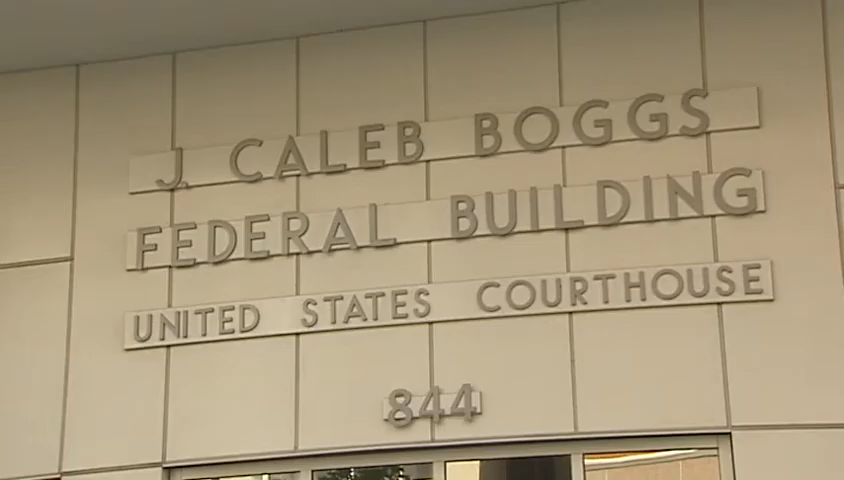 J. CALEB BOGGS
FEDERAL BUILDING
UNITED STATES COURTHOUSE
844